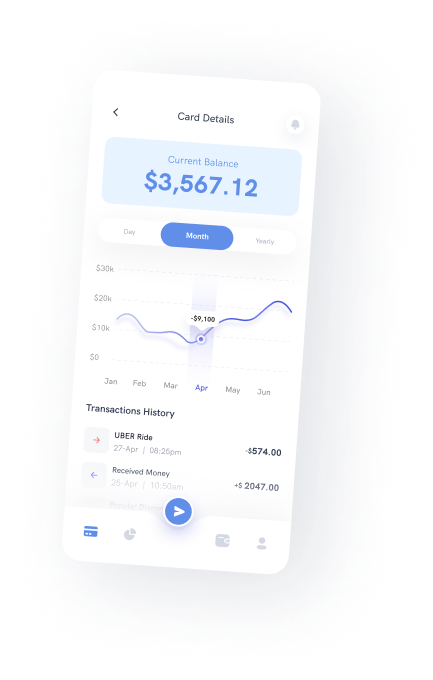 Card Details
Current Balance
$3,567.12
Day Month Yearly
$30k
$20k
-$9,100
$10k
$0
Jan Feb Mar Apr May Jun
Transactions History
UBER Ride
27-Apr | 08:25pm
-$574.00
Received Money
25-Apr | 10:50am
+$ 2047.00
Popular